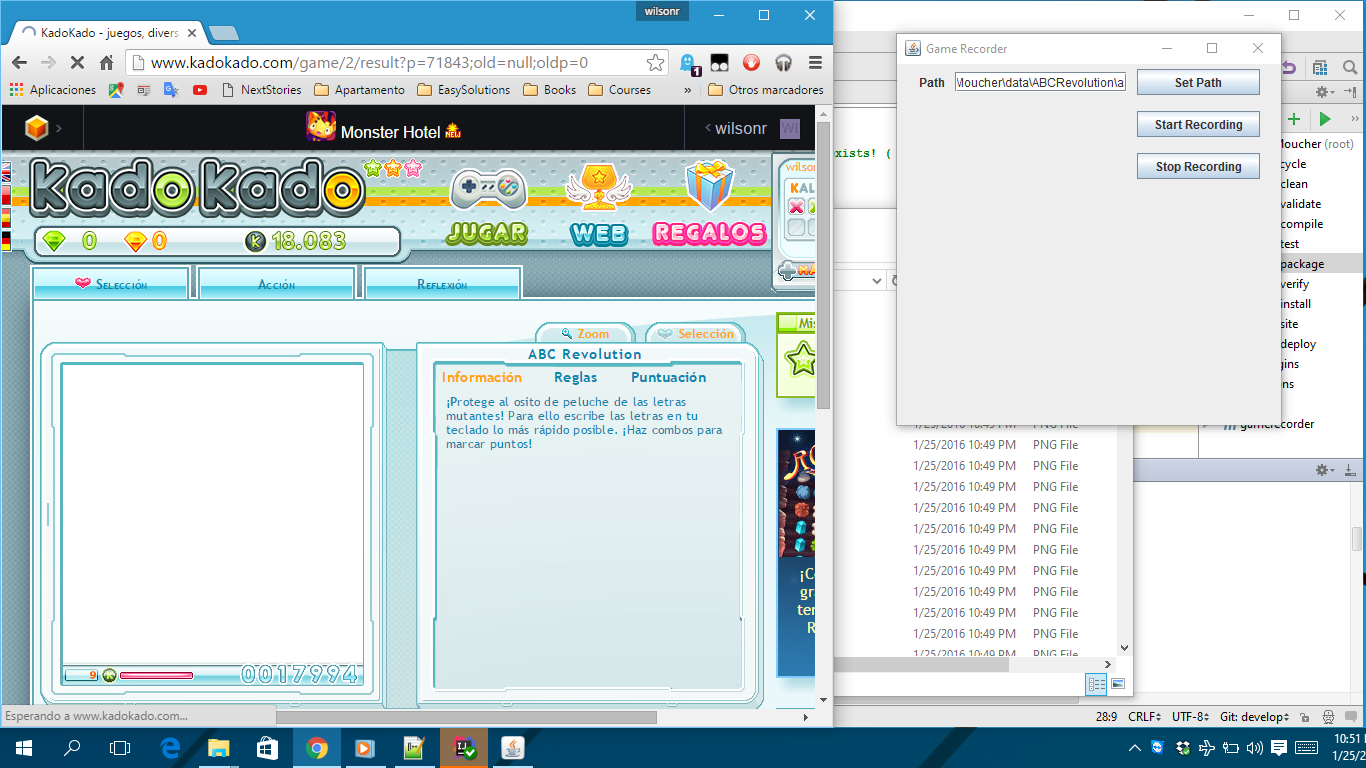 wilsonr
KadoKado - juegos, divers
www.kadokado.com/game/2/result?p=71843;old=null;oldp=0
1
Aplicaciones
NextStories
Apartamento
EasySolutions
Books
Courses
»
Otros marcadores
Monster Hotel NEW
wilsonr
WI
KadoKado
JUGAR
WEB
REGALOS
0
0
K 18.083
wilson
KAL
Selección
Acción
Reflexión
Zoom
Selección
ABC Revolution
Información
Reglas
Puntuación
¡Protege al osito de peluche de las letras
mutantes! Para ello escribe las letras en tu
teclado lo más rápido posible. ¡Haz combos para
marcar puntos!
9
K
0017994
Mis
¡Co
gra
ter
R
Esperando a www.kadokado.com...
Game Recorder
Path
Moucher\data\ABCRevolution\a
Set Path
Start Recording
Stop Recording
xists! (
Moucher (root)
cycle
clean
validate
compile
test
package
verify
install
site
deploy
gins
ens
gamerecorder
1/25/2016 10:49 PM PNG File
1/25/2016 10:49 PM PNG File
1/25/2016 10:49 PM PNG File
1/25/2016 10:49 PM PNG File
1/25/2016 10:49 PM PNG File
1/25/2016 10:49 PM PNG File
1/25/2016 10:49 PM PNG File
1/25/2016 10:49 PM PNG File
1/25/2016 10:49 PM PNG File
1/25/2016 10:49 PM PNG File
1/25/2016 10:49 PM PNG File
1/25/2016 10:49 PM PNG File
28:9
CRLF
UTF-8
Git: develop
10:51
1/25/2